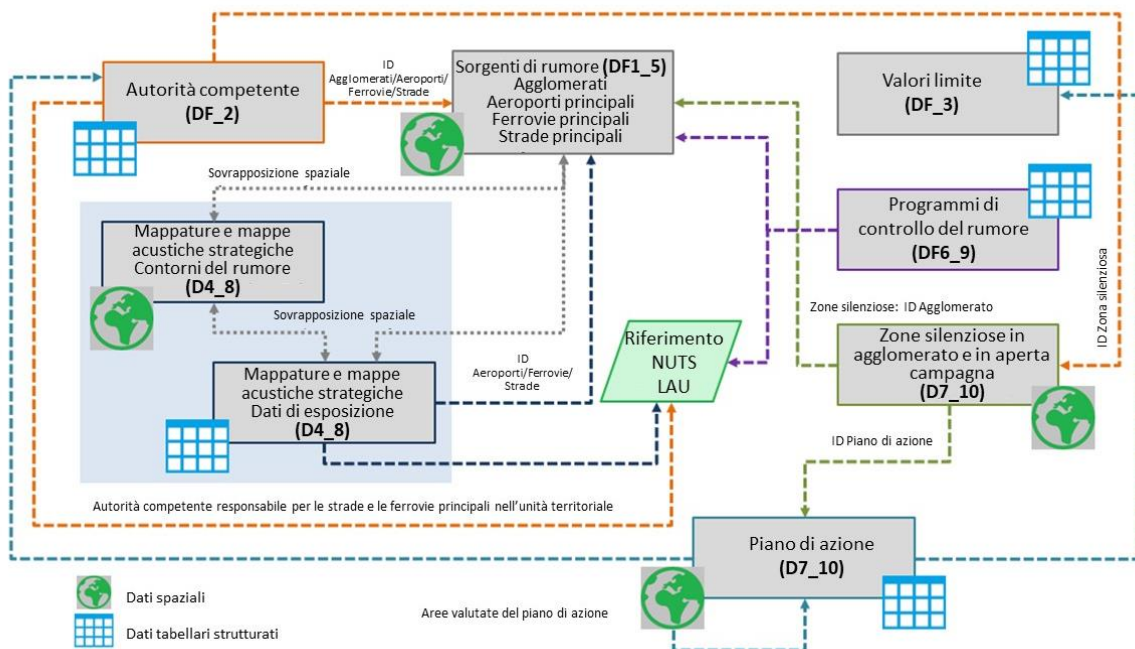 Autorità competente
(DF_2)
ID
Agglomerati/Aeroporti/
Ferrovie/Strade
Sorgenti di rumore (DF1_5)
Agglomerati
Aeroporti principali
Ferrovie principali
Strade principali
Valori limite
(DF_3)
Sovrapposizione spaziale
Mappature e mappe
acustiche strategiche
Contorni del rumore
(D4_8)
Programmi di
controllo del rumore
(DF6_9)
ID Zona silenziosa
Sovrapposizione spaziale
Zone silenziose: ID Agglomerato
Riferimento
NUTS
LAU
Zone silenziose in
agglomerato e in aperta
campagna
(D7_10)
ID
Aeroporti/Ferrovie/
Strade
Mappature e mappe
acustiche strategiche
Dati di esposizione
(D4_8)
ID Piano di azione
Autorità competente responsabile per le strade e le ferrovie principali nell'unità territoriale
Piano di azione
(D7_10)
Dati spaziali
Aree valutate del piano di azione
Dati tabellari strutturati